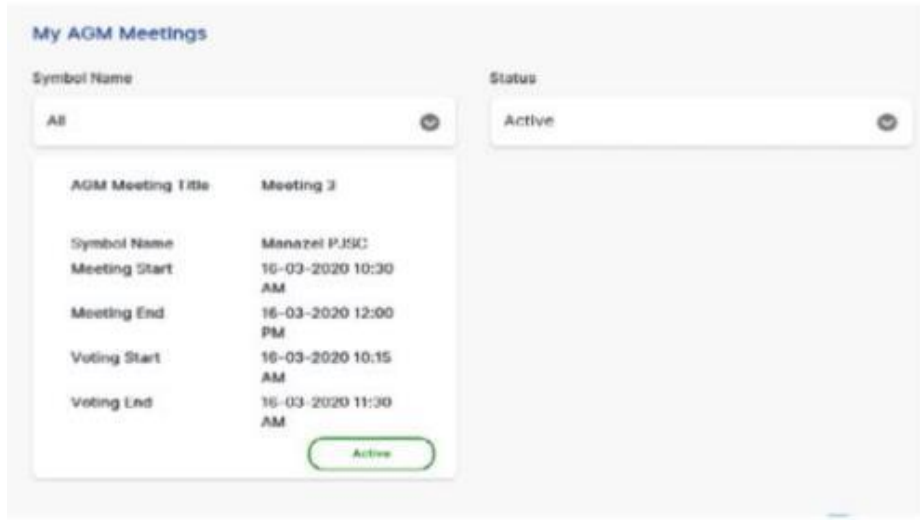 My AGM Meetings
Symbol Name Status
All Active
AGM Meeting Title Meeting 3
Symbol Name Manazel PJSC
Meeting Start 16-03-2020 10:30
AM
Meeting End 16-03-2020 12:00
PM
Voting Start 16-03-2020 10:15
AM
Voting End 16-03-2020 11:30
AM
Active